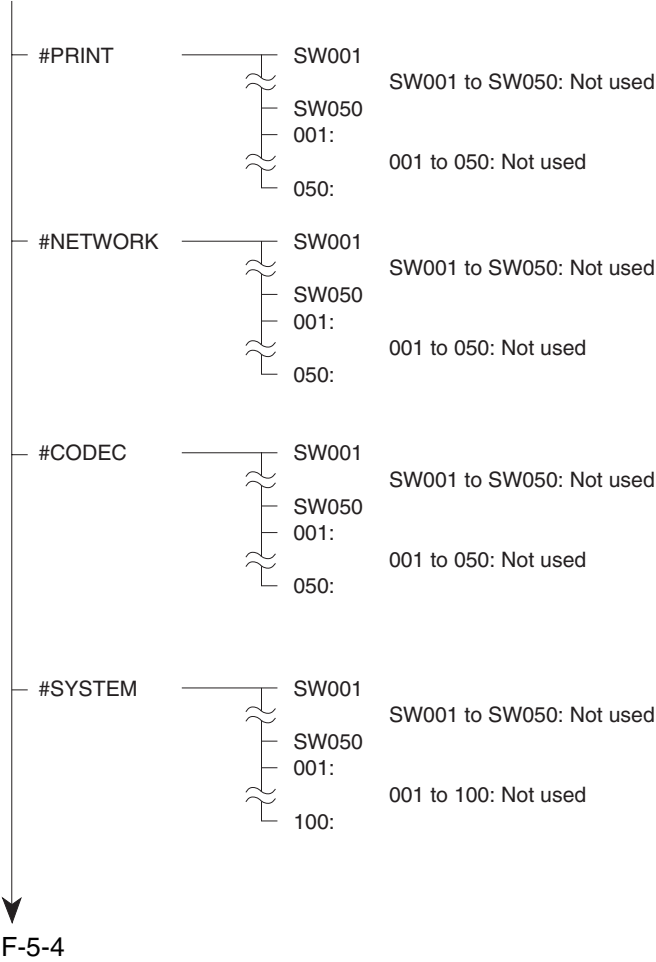 #PRINT SW001
SW001 to SW050: Not used
SW050
001:
001 to 050: Not used
050:
#NETWORK SW001
SW001 to SW050: Not used
SW050
001:
001 to 050: Not used
050:
#CODEC SW001
SW001 to SW050: Not used
SW050
001:
001 to 050: Not used
050:
#SYSTEM SW001
SW001 to SW050: Not used
SW050
001:
001 to 100: Not used
100:
F-5-4